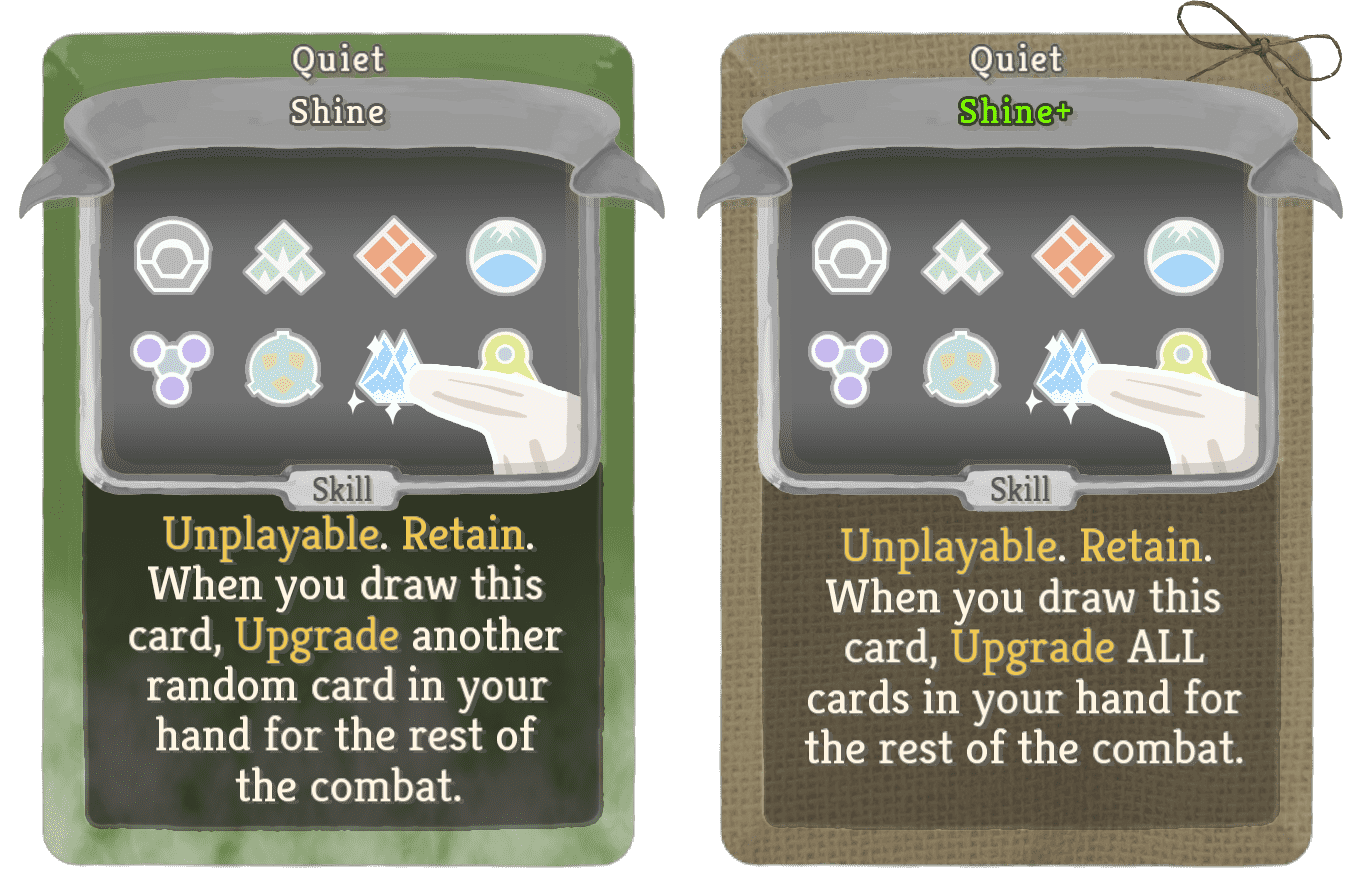 Quiet
Shine
Skill
Unplayable. Retain.
When you draw this
card, Upgrade another
random card in your
hand for the rest of
the combat.
Quiet
Shine+
Skill
Unplayable. Retain.
When you draw this
card, Upgrade ALL
cards in your hand for
the rest of the combat.